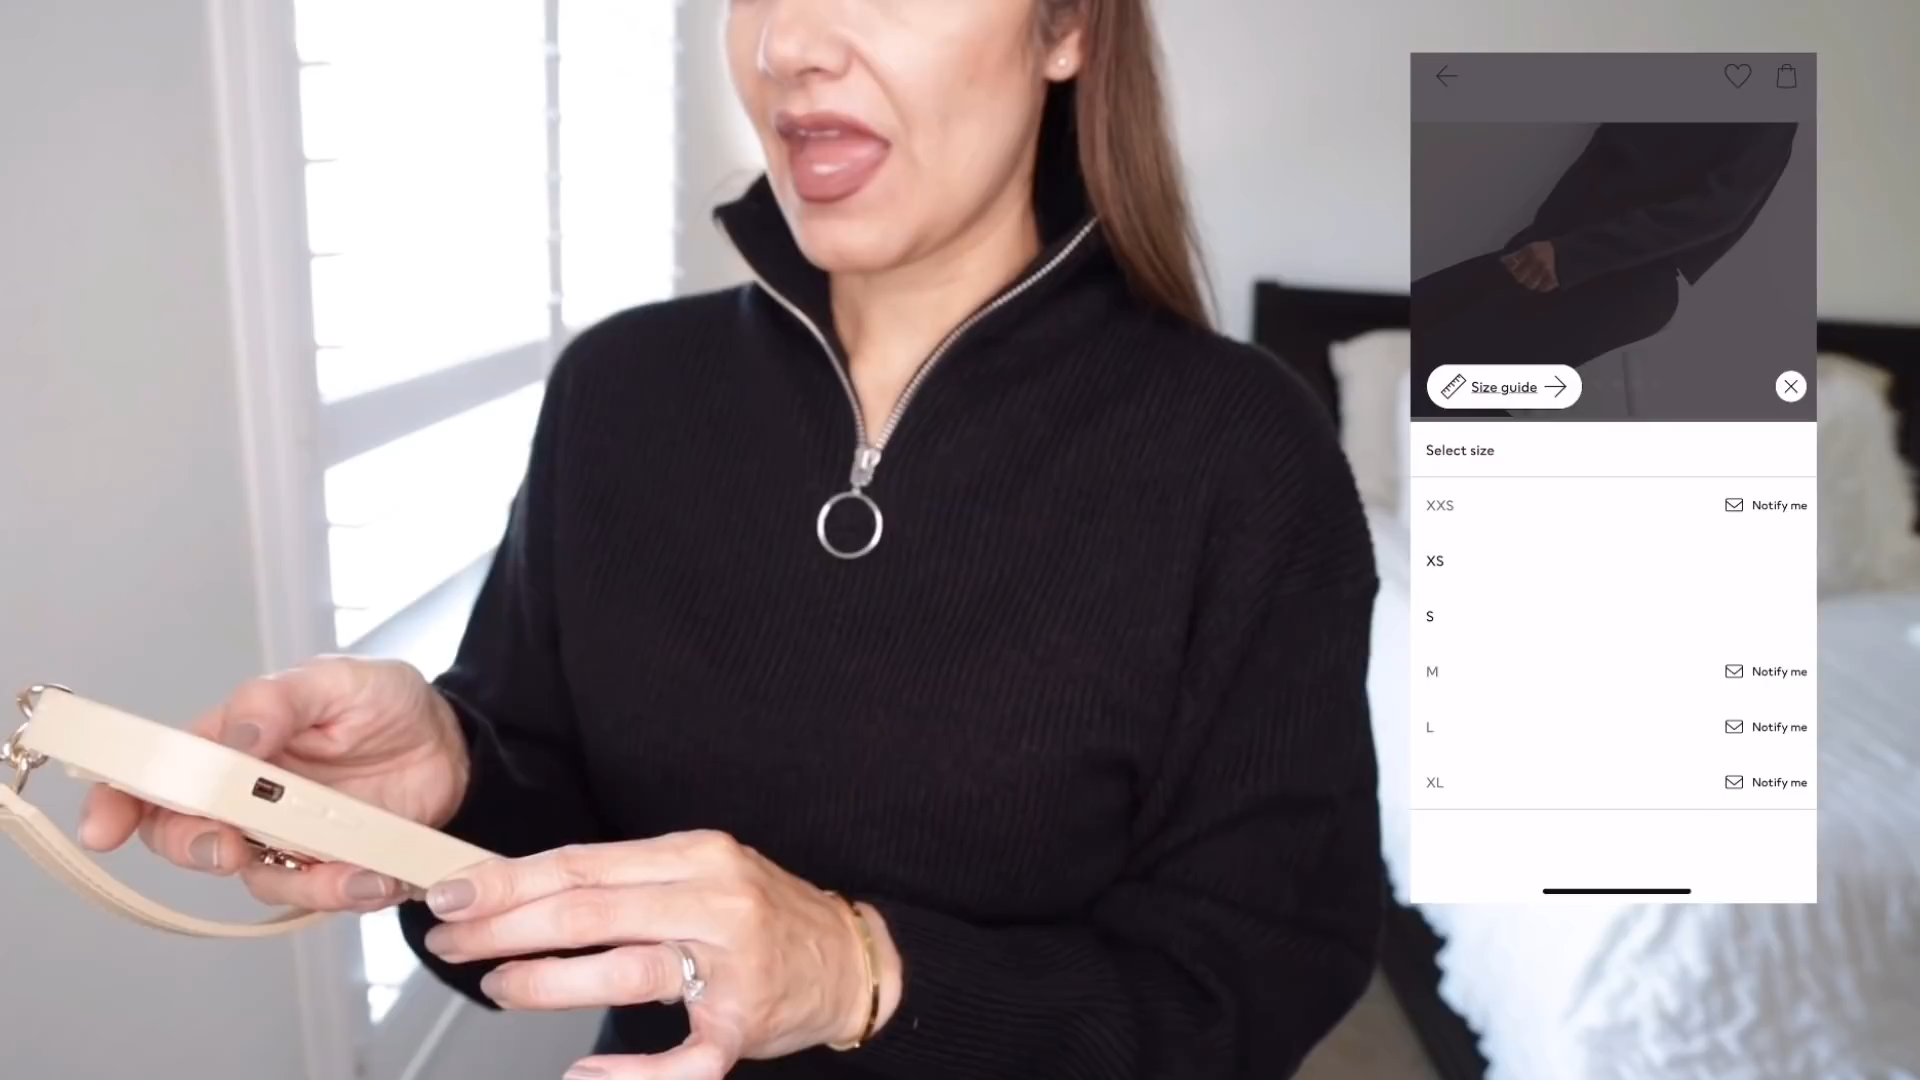 Size guide
Select size
XXS Notify me
XS
S
M Notify me
L Notify me
XL Notify me